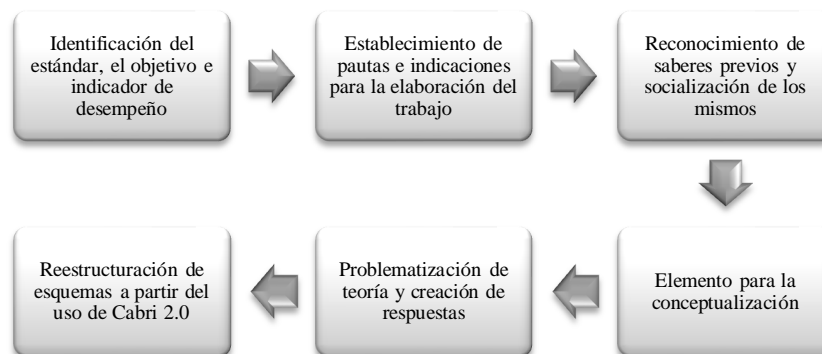 Identificación del
estándar, el objetivo e
indicador de
desempeño
Establecimiento de
pautas e indicaciones
para la elaboración del
trabajo
Reconocimiento de
saberes previos y
socialización de los
mismos
Elemento para la
conceptualización
Problematización de
teoría y creación de
respuestas
Reestructuración de
esquemas a partir del
uso de Cabri 2.0